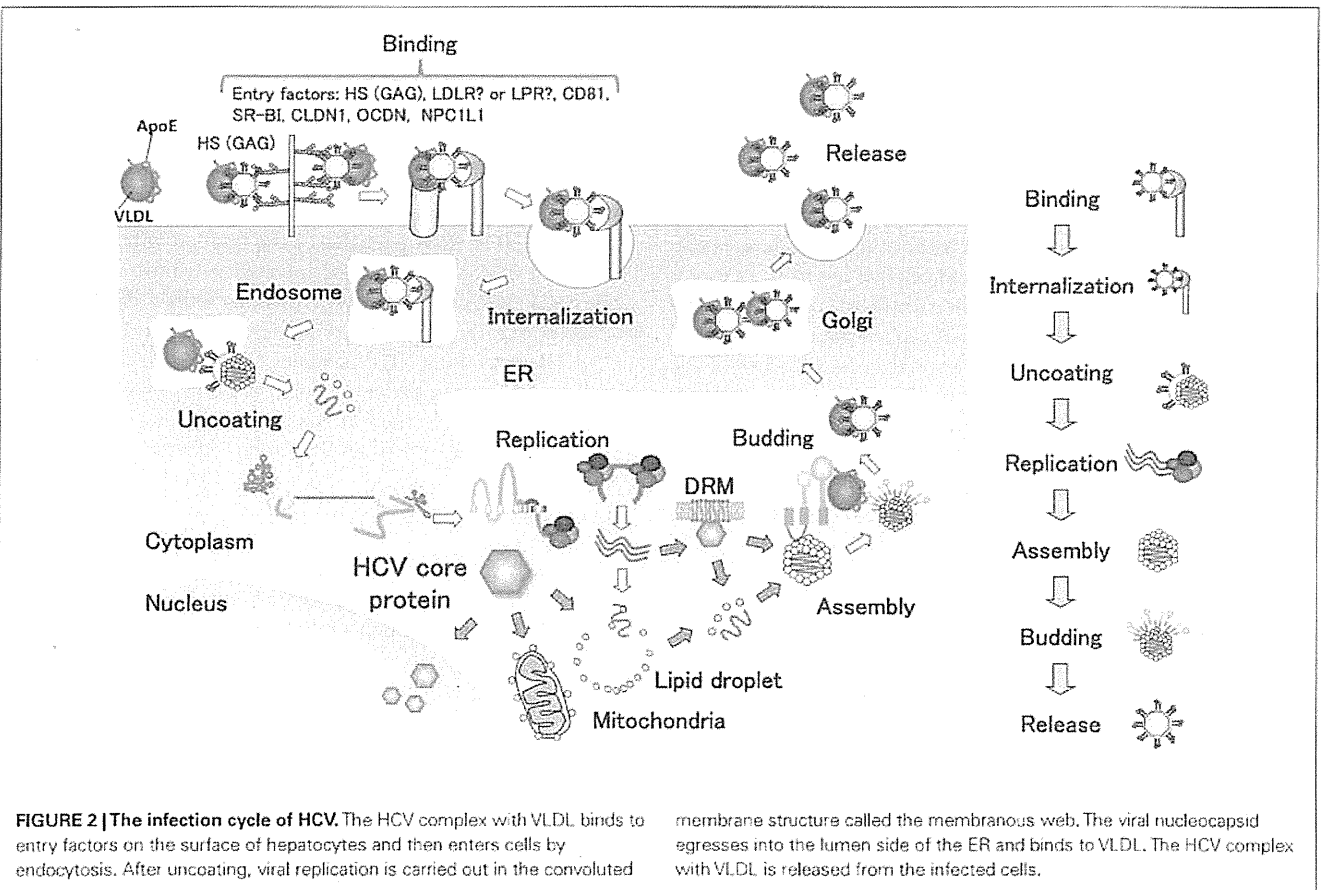 Binding
Entry factors: HS (GAG), LDLR? or LPR?, CD81,
SR-BI, CLDN1, OCDN, NPC1L1
ApoE
HS (GAG)
VLDL
Release
Endosome
Internalization
Golgi
ER
Uncoating
Replication
Budding
DRM
Cytoplasm
HCV core
protein
Nucleus
Assembly
Lipid droplet
Mitochondria
Binding
Internalization
Uncoating
Replication
Assembly
Budding
Release
FIGURE 2 | The infection cycle of HCV. The HCV complex with VLDL binds to
entry factors on the surface of hepatocytes and then enters cells by
endocytosis. After uncoating, viral replication is carried out in the convoluted
membrane structure called the membranous web. The viral nucleocapsid
egresses into the lumen side of the ER and binds to VLDL. The HCV complex
with VLDL is released from the infected cells.